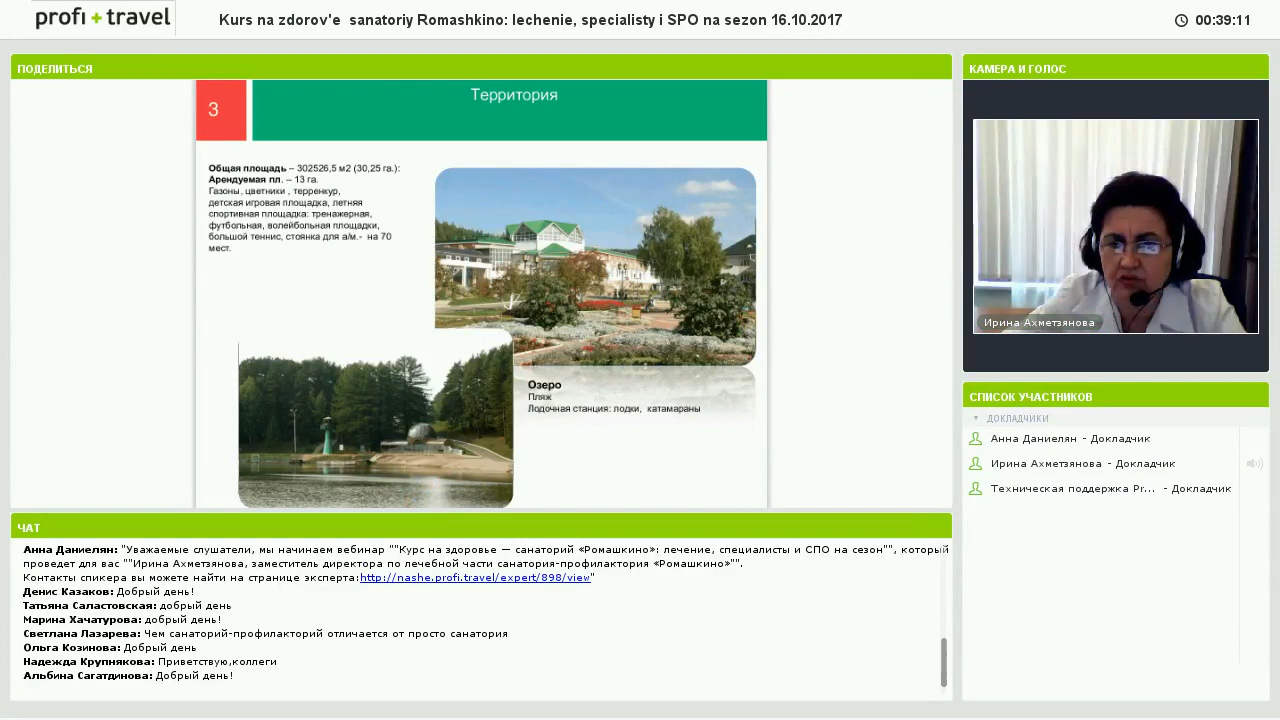 profi + travel
Kurs na zdorov'e sanatoriy Romashkino: lechenie, specialisty i SPO na sezon 16.10.2017
00:39:11
ПОДЕЛИТЬСЯ
3
Территория
Общая площадь – 302526,5 м2 (30,25 га.):
Арендуемая пл. – 13 га.
Газоны, цветники , терренкур,
детская игровая площадка, летняя
спортивная площадка: тренажерная,
футбольная, волейбольная площадки,
большой теннис, стоянка для а/м.- на 70
мест.
Озеро
Пляж
Лодочная станция: лодки, катамараны
КАМЕРА И ГОЛОС
Ирина Ахметзянова
СПИСОК УЧАСТНИКОВ
ДОКЛАДЧИКИ
Анна Даниелян - Докладчик
Ирина Ахметзянова - Докладчик
Техническая поддержка Pr... - Докладчик
ЧАТ
Анна Даниелян: "Уважаемые слушатели, мы начинаем вебинар ""Курс на здоровье — санаторий «Ромашкино»: лечение, специалисты и СПО на сезон"", который
проведет для вас ""Ирина Ахметзянова, заместитель директора по лечебной части санатория-профилактория «Ромашкино»"".
Контакты спикера вы можете найти на странице эксперта:http://nashe.profi.travel/expert/898/view"
Денис Казаков: Добрый день!
Татьяна Саластовская: добрый день
Марина Хачатурова: добрый день!
Светлана Лазарева: Чем санаторий-профилакторий отличается от просто санатория
Ольга Козинова: Добрый день
Надежда Крупнякова: Приветствую,коллеги
Альбина Сагатдинова: Добрый день!